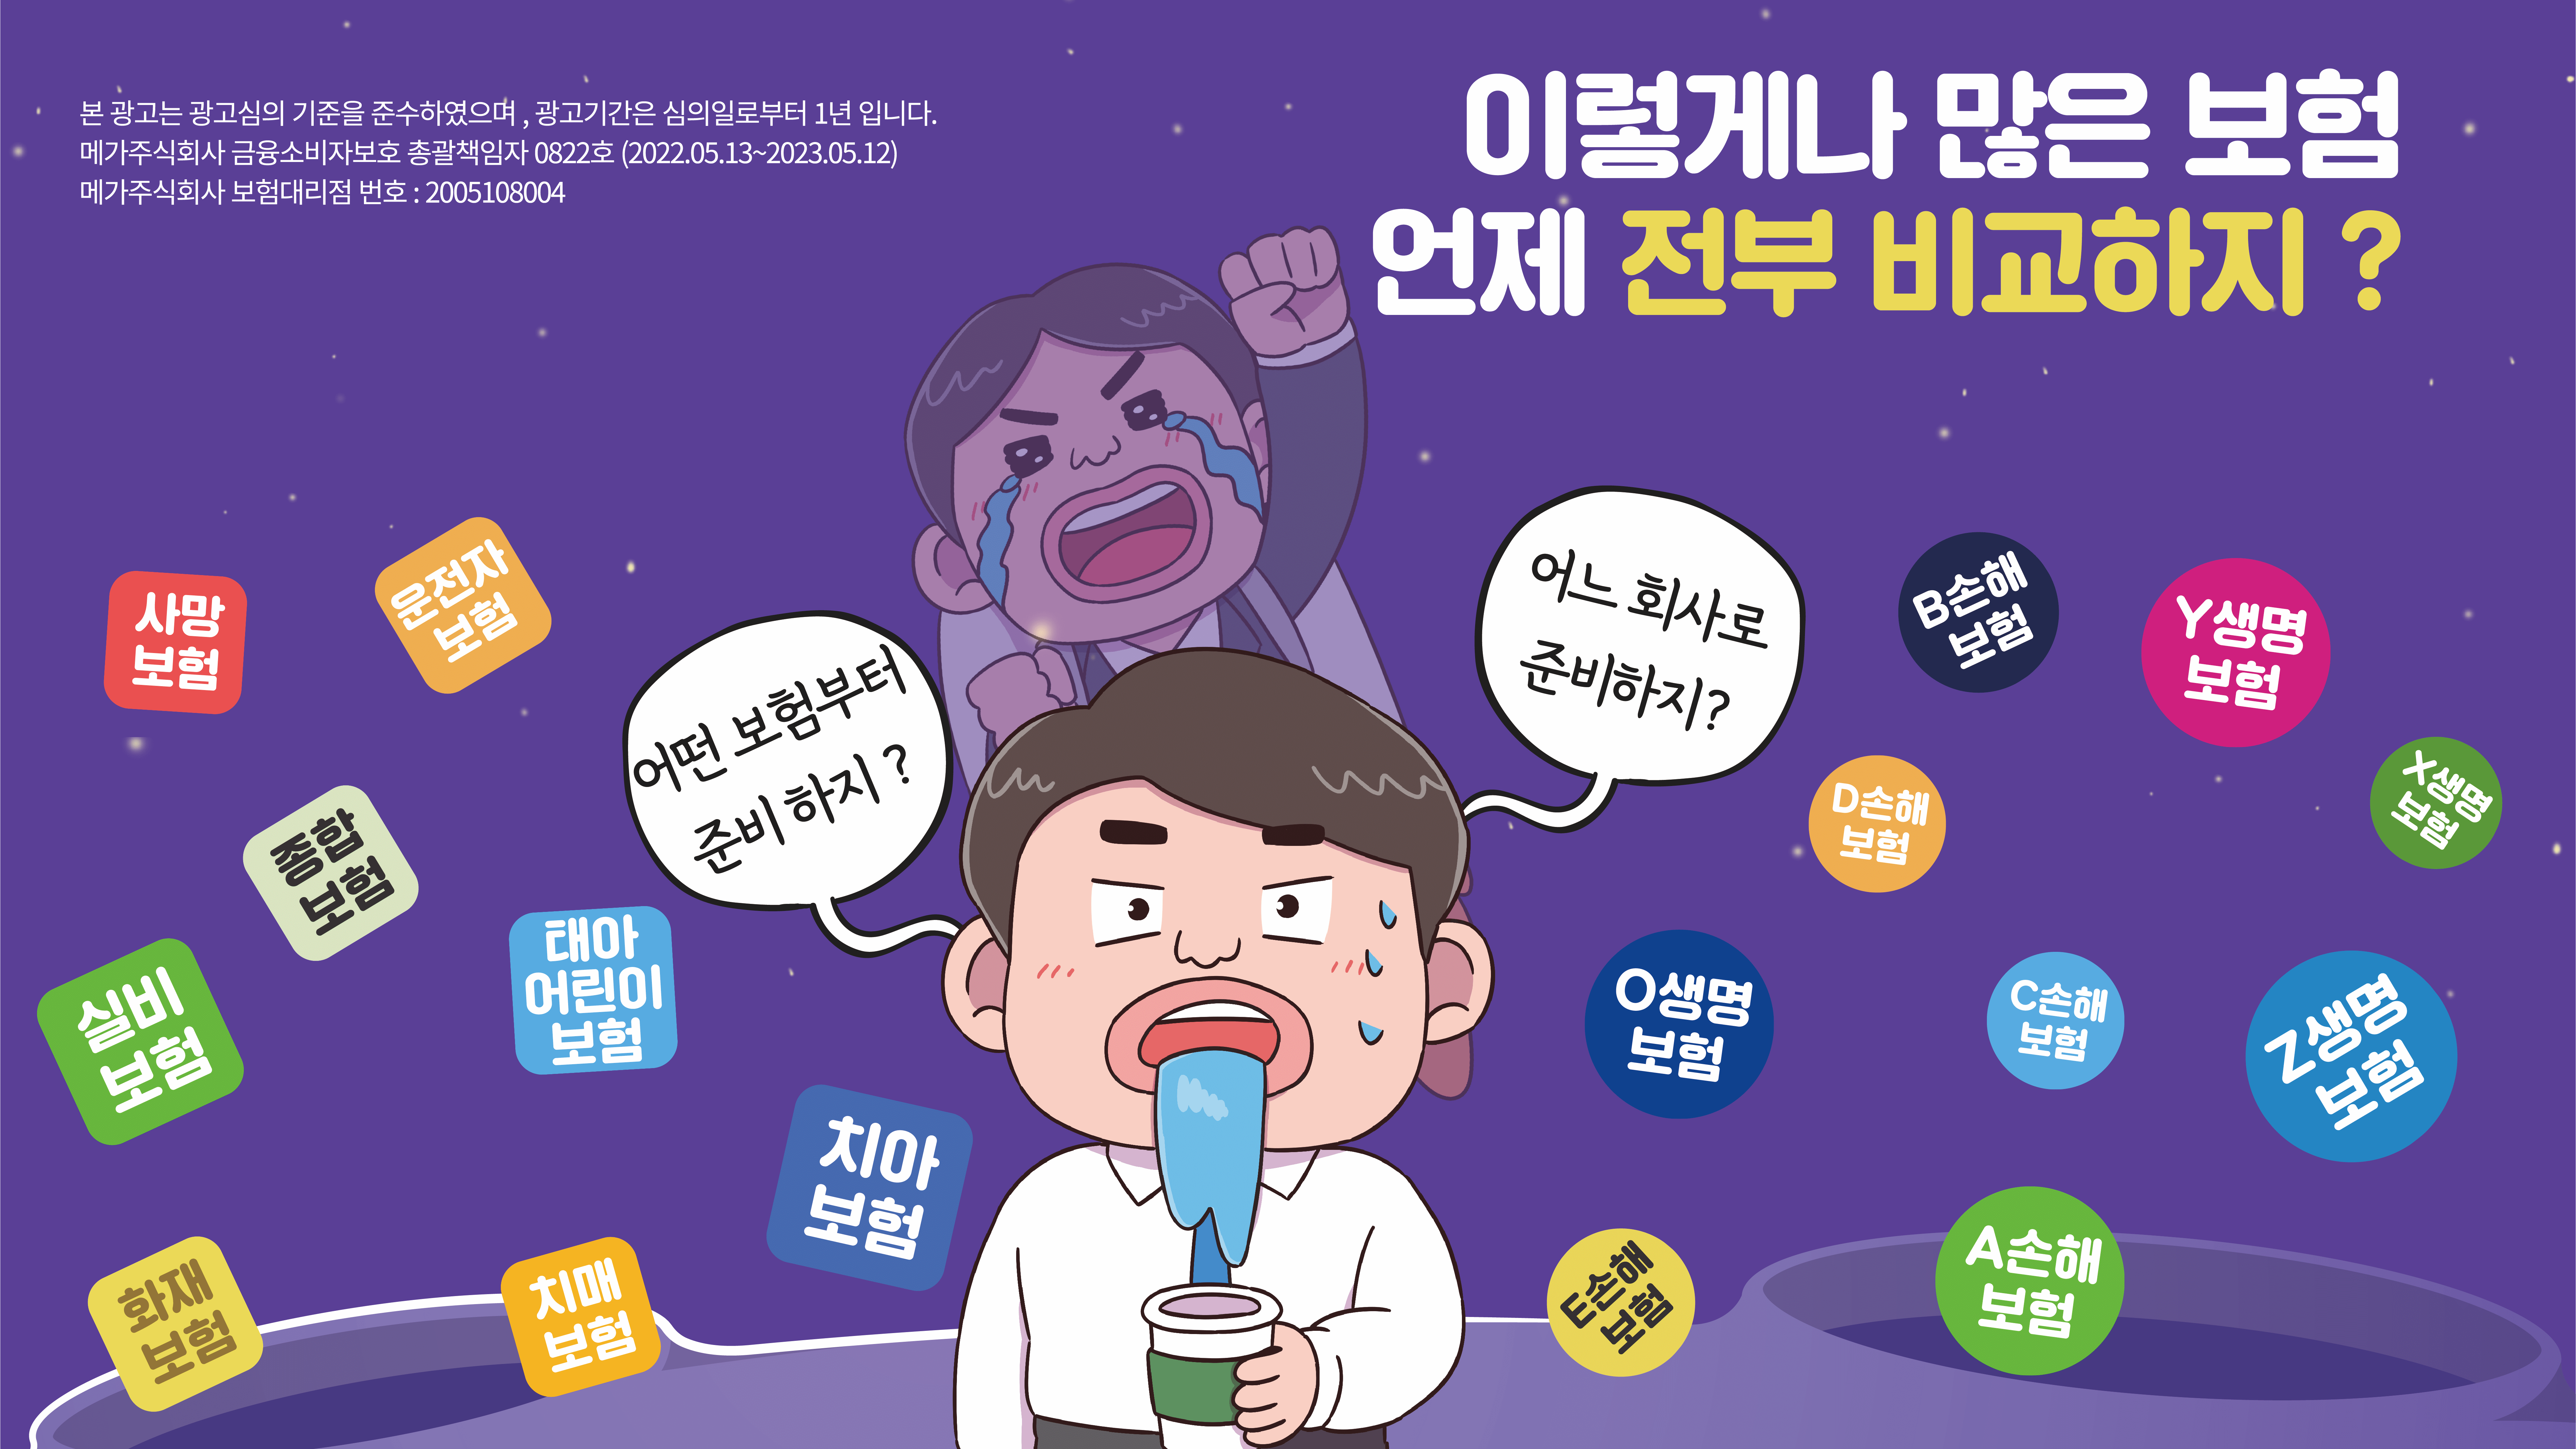 본 광고는 광고심의 기준을 준수하였으며 , 광고기간은 심의일로부터 1년 입니다.
메가주식회사 금융소비자보호 총괄책임자 0822호 (2022.05.13~2023.05.12)
메가주식회사 보험대리점 번호 : 2005108004
이렇게나 많은 보험
언제 전부 비교하지 ?
사망
보험
운전자
보험
종합
보험
실비
보험
태아
어린이
보험
치아
보험
화재
보험
치매
보험
어떤 보험부터
준비 하지 ?
어느 회사로
준비하지?
B손해
보험
Y생명
보험
D손해
보험
X생명
보험
O생명
보험
C손해
보험
Z생명
보험
E손해
보험
A손해
보험